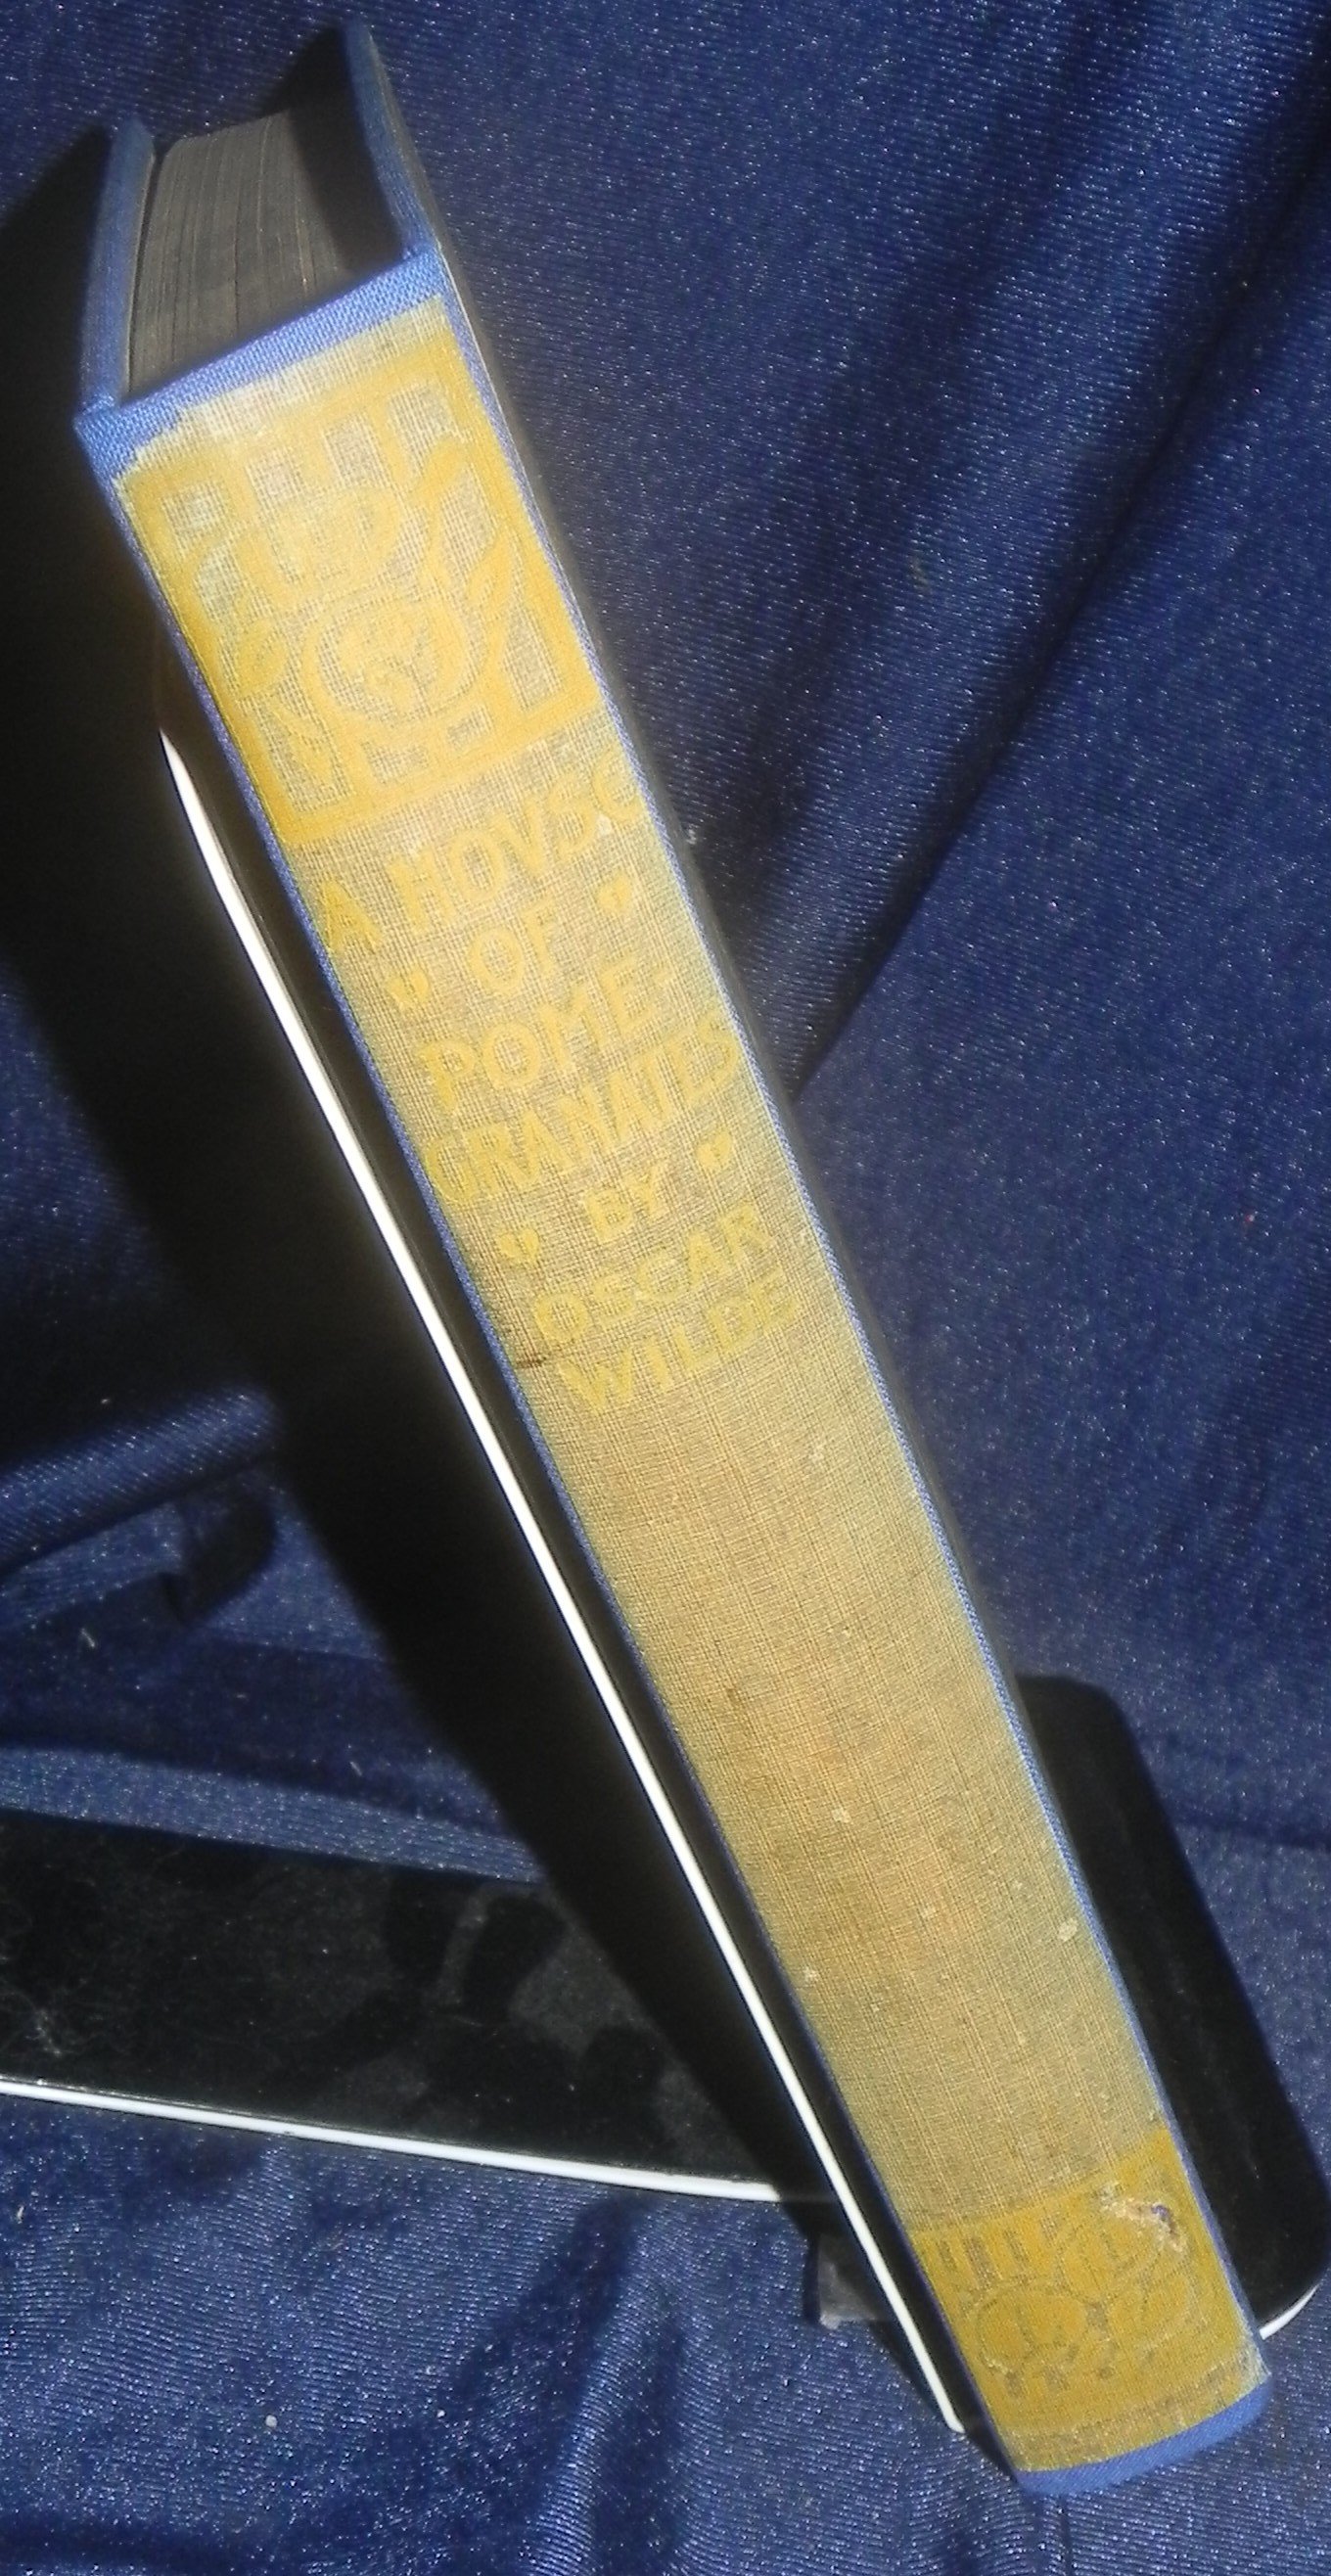 A HOVSE
OF
POME-
GRANATES
BY
OSCAR
WILDE